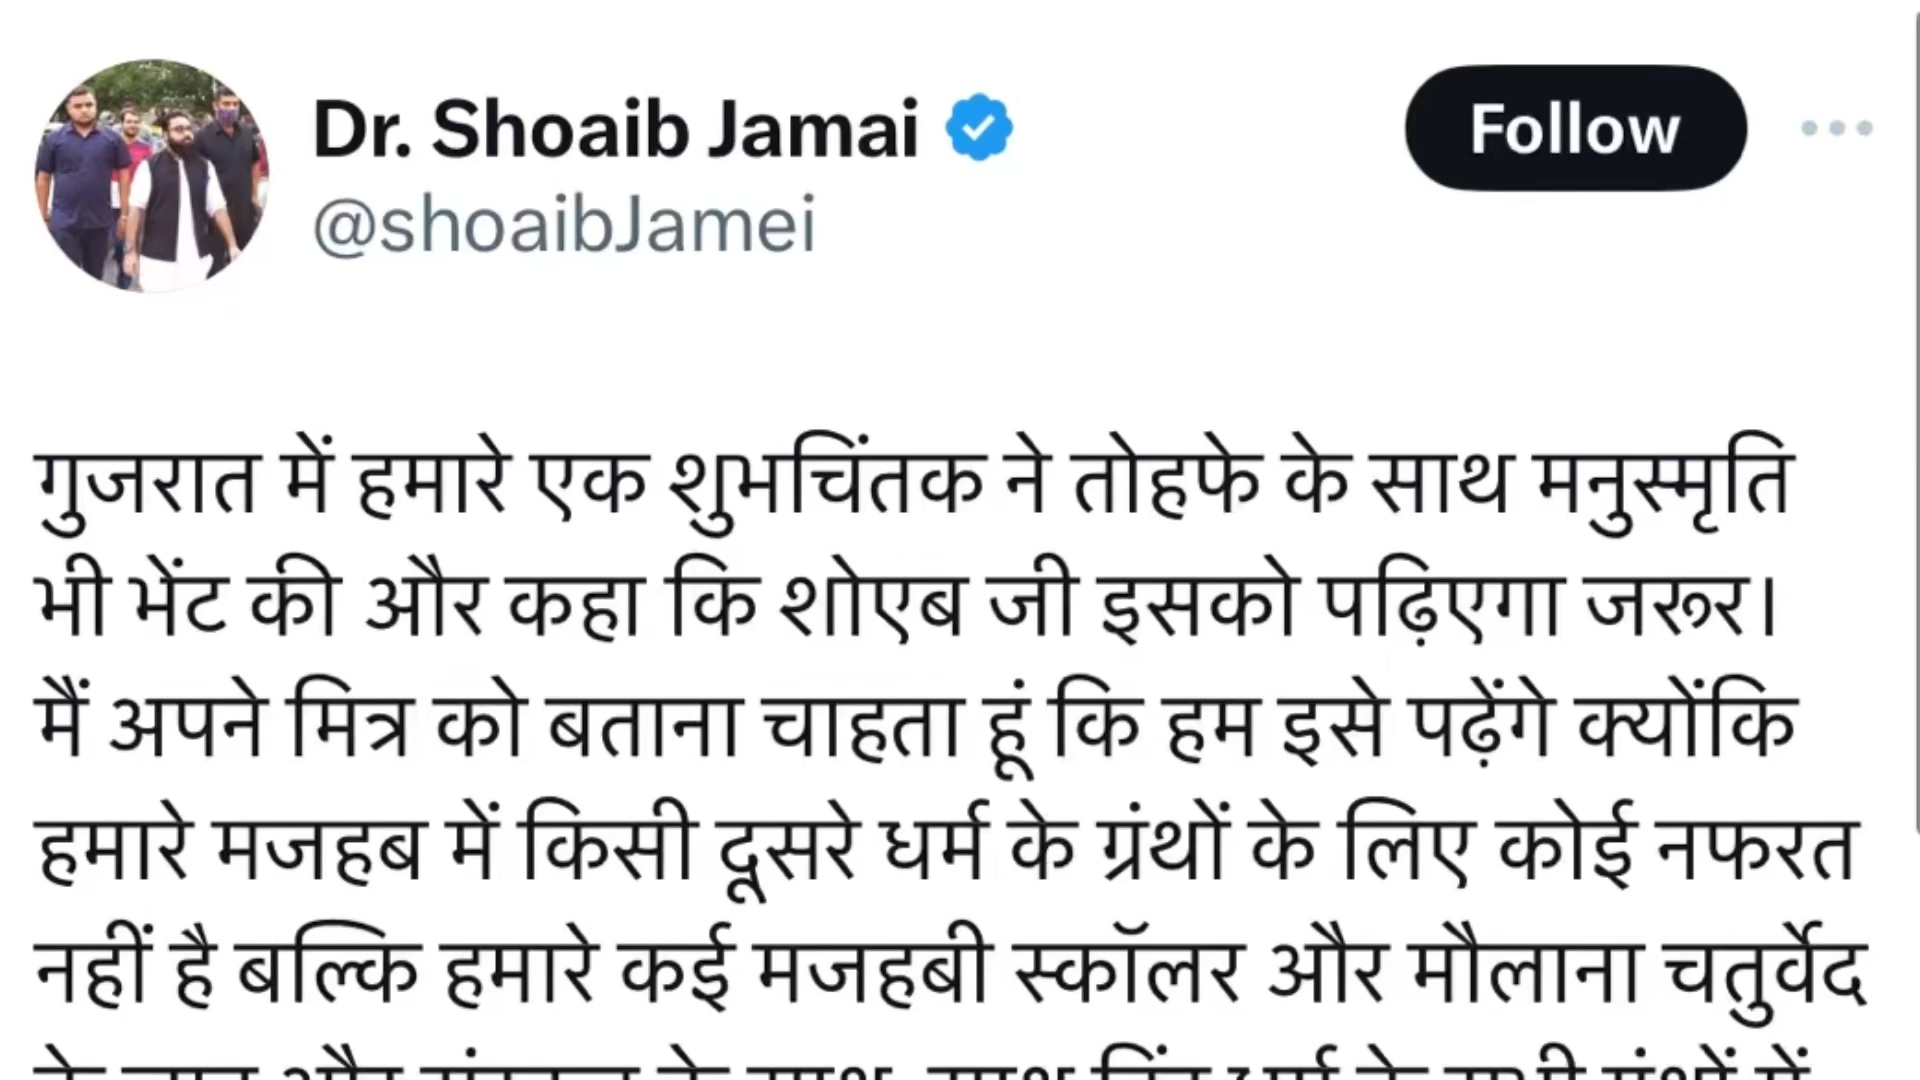 Dr. Shoaib Jamai
@shoaibJamei
Follow
गुजरात में हमारे एक शुभचिंतक ने तोहफे के साथ मनुस्मृति
भी भेंट की और कहा कि शोएब जी इसको पढ़िएगा जरूर।
मैं अपने मित्र को बताना चाहता हूं कि हम इसे पढ़ेंगे क्योंकि
हमारे मजहब में किसी दूसरे धर्म के ग्रंथों के लिए कोई नफरत
नहीं है बल्कि हमारे कई मजहबी स्कॉलर और मौलाना चतुर्वेद